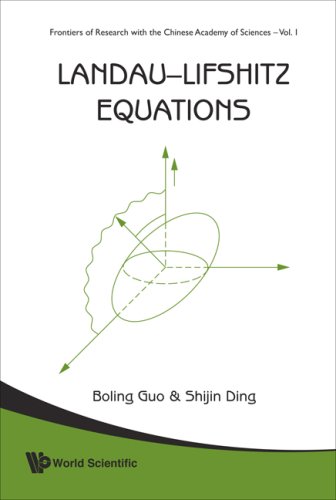 Frontiers of Research with the Chinese Academy of Sciences – Vol. 1
LANDAU–LIFSHITZ
EQUATIONS
Boling Guo & Shijin Ding
World Scientific